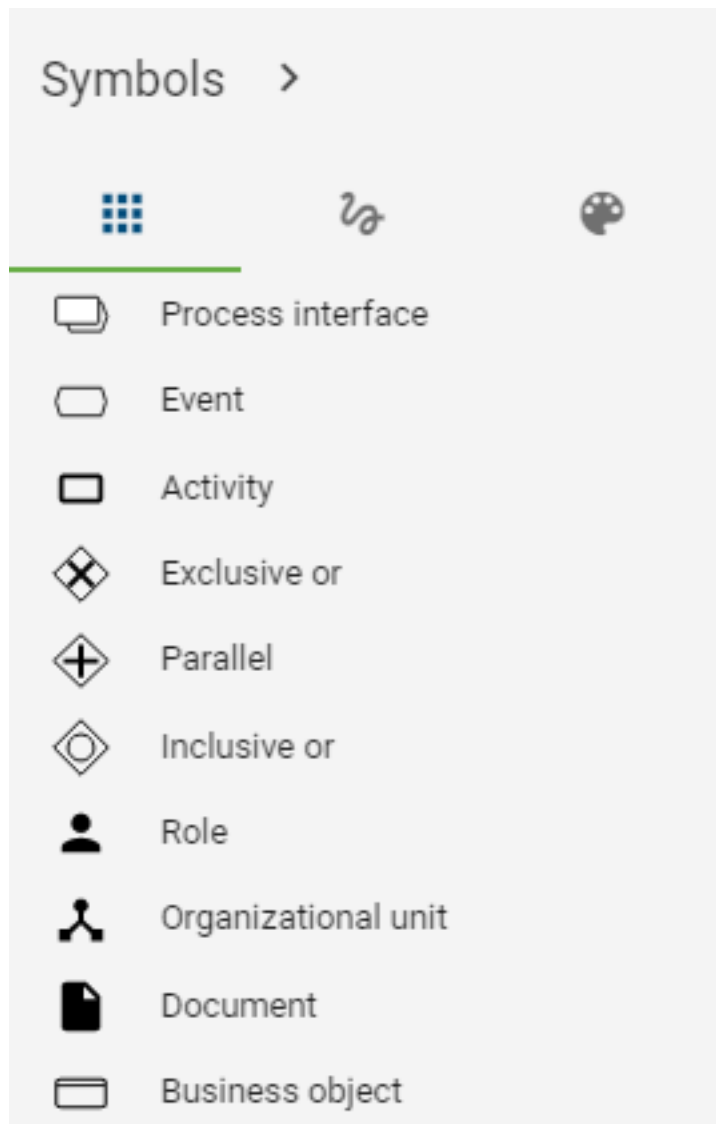 Symbols
Process interface
Event
Activity
Exclusive or
Parallel
Inclusive or
Role
Organizational unit
Document
Business object